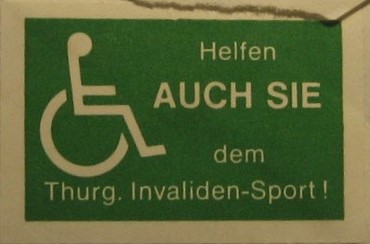 Helfen
AUCH SIE
dem
Thurg. Invaliden-Sport!